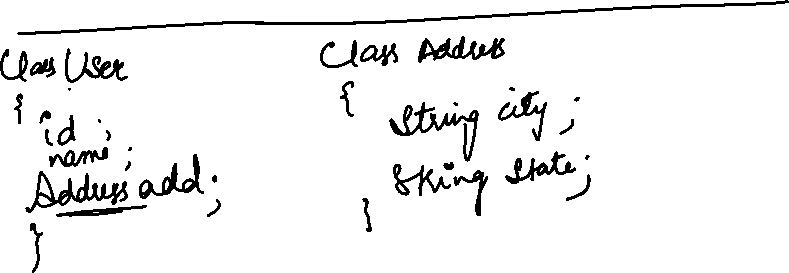 Class User
{
id ;
name ;
Address add;
}
Class Address
{
String city ;
String state;
}